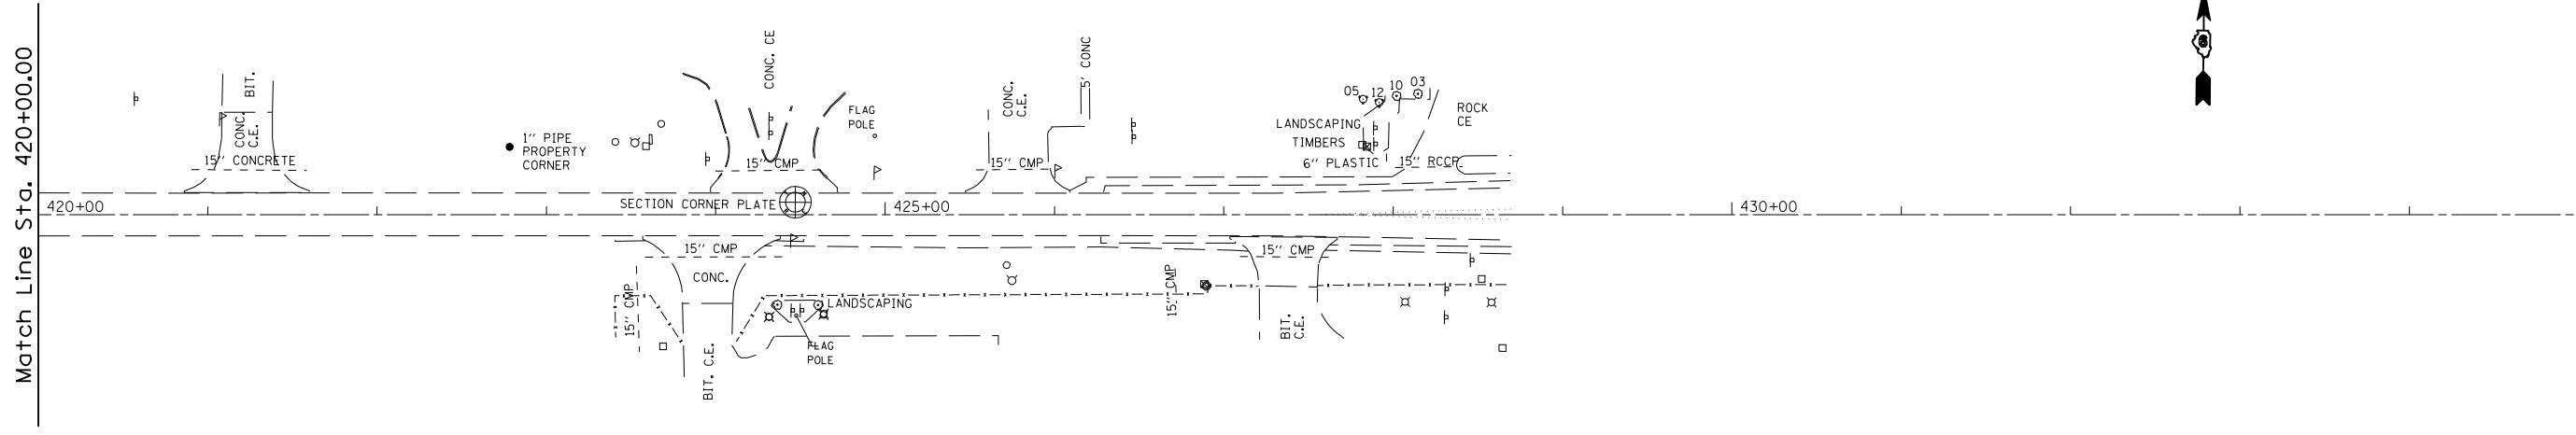 Match Line Sta. 420+00.00
420+00
BIT.
CONC.
C.E.
15'' CONCRETE
1'' PIPE
PROPERTY
CORNER
CONC. CE
15'' CMP
FLAG
POLE
SECTION CORNER PLATE
425+00
CONC.
C.E.
15'' CMP
5' CONC
05
12
10
03
LANDSCAPING
TIMBERS
ROCK
CE
6'' PLASTIC
15'' RCCP
430+00
15'' CMP
CONC.
15'' CMP
BIT. C.E.
LANDSCAPING
FLAG
POLE
15'' CMP
15'' CMP
BIT.
C.E.